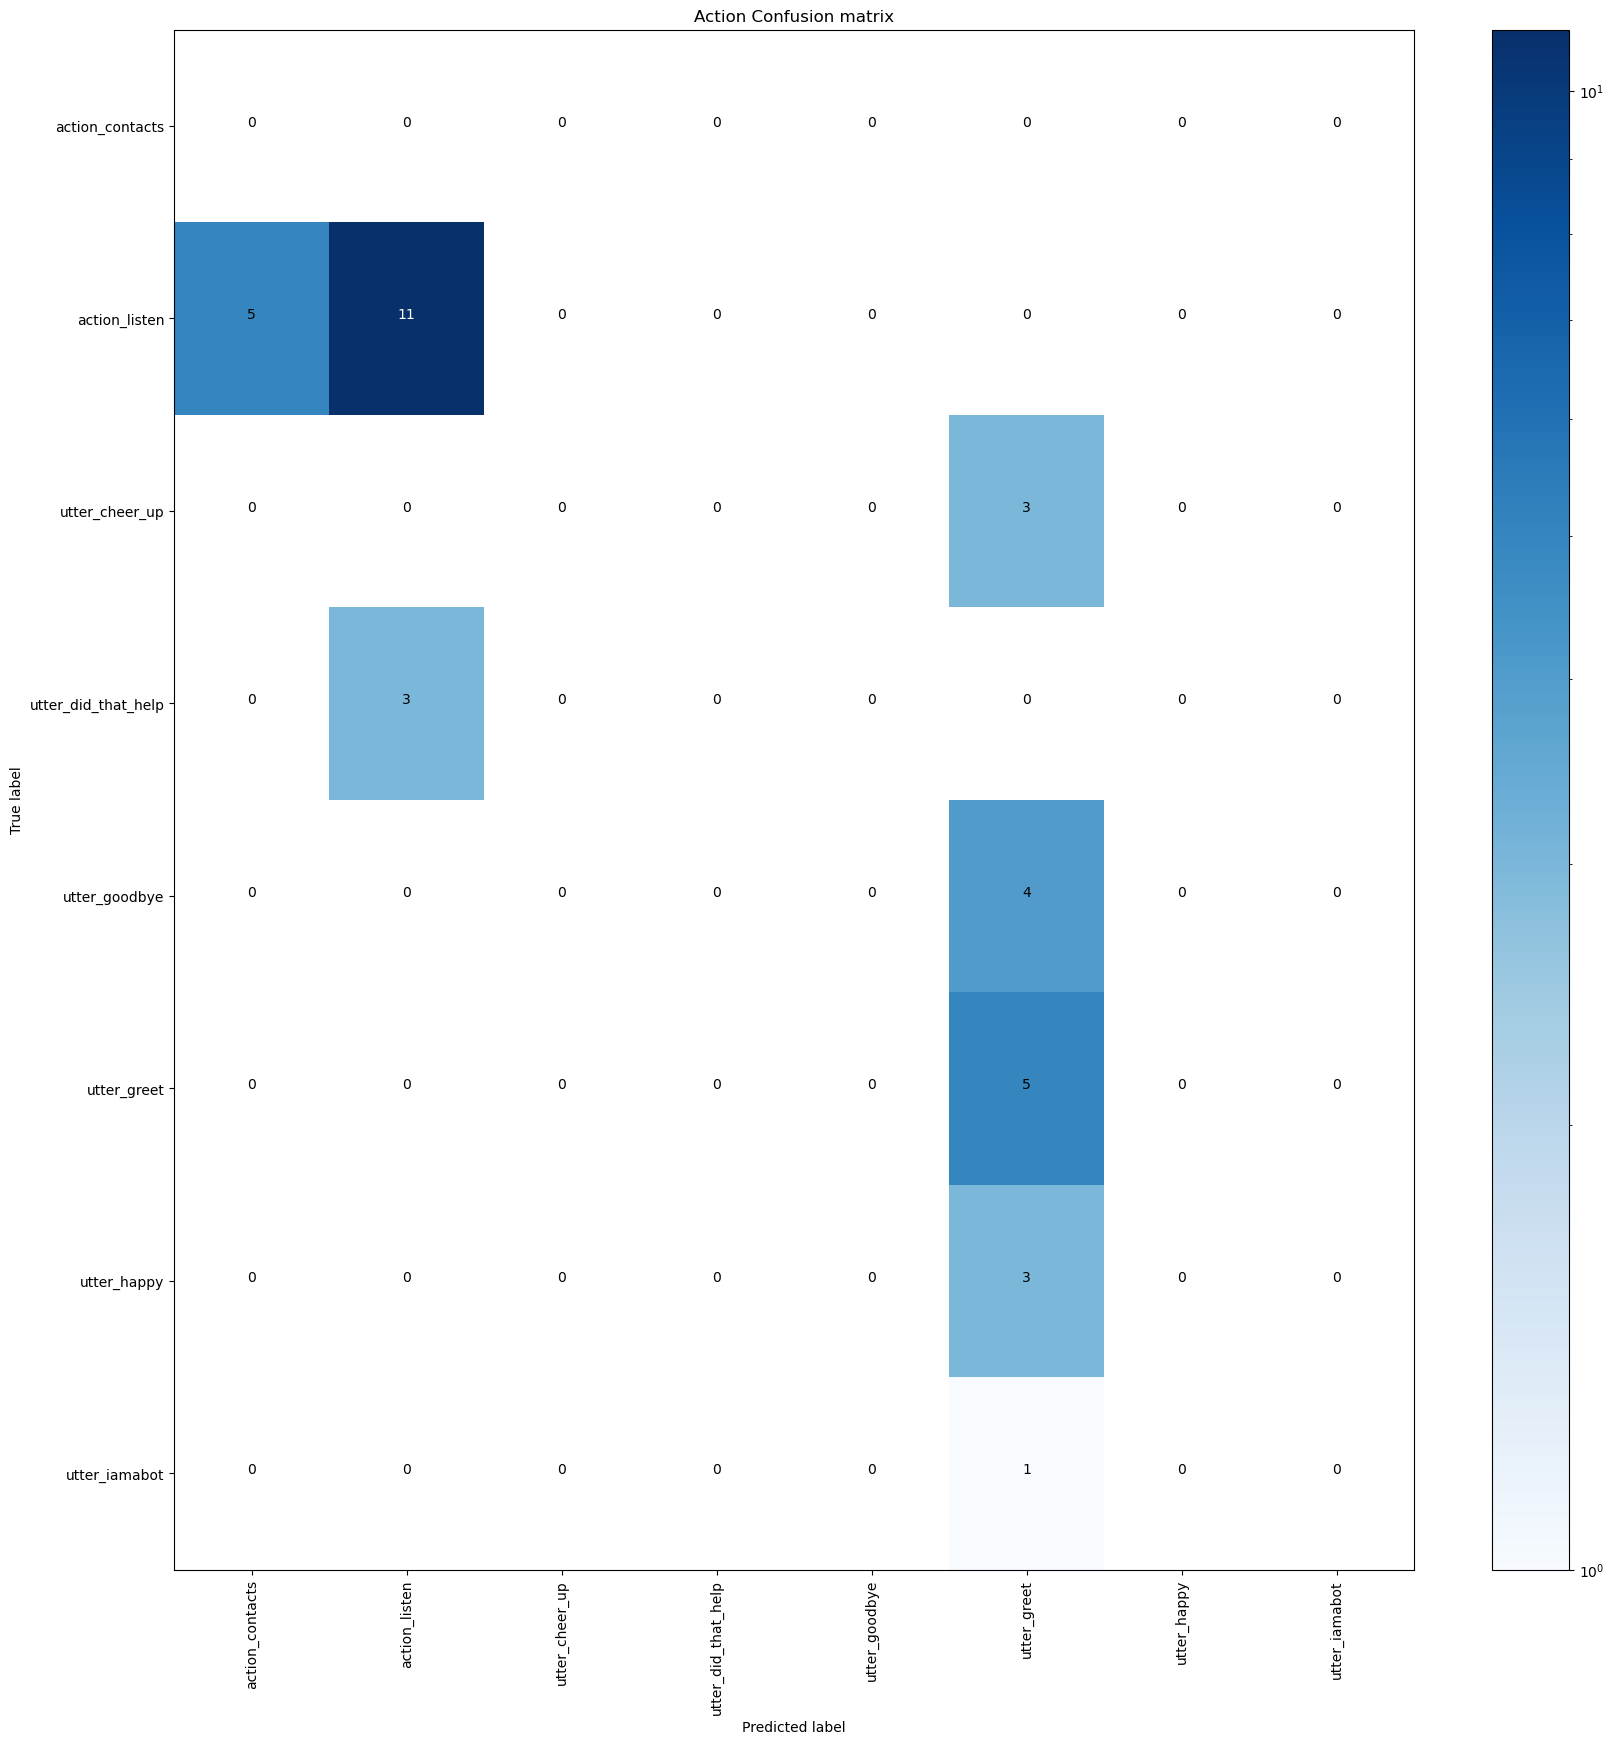 Action Confusion matrix
action_contacts 0 0 0 0 0 0 0 0
action_listen 5 11 0 0 0 0 0 0
utter_cheer_up 0 0 0 0 0 3 0 0
utter_did_that_help 0 3 0 0 0 0 0 0
utter_goodbye 0 0 0 0 0 4 0 0
utter_greet 0 0 0 0 0 5 0 0
utter_happy 0 0 0 0 0 3 0 0
utter_iamabot 0 0 0 0 0 1 0 0
True label
action_contacts
action_listen
utter_cheer_up
utter_did_that_help
utter_goodbye
utter_greet
utter_happy
utter_iamabot
Predicted label
10¹
10⁰